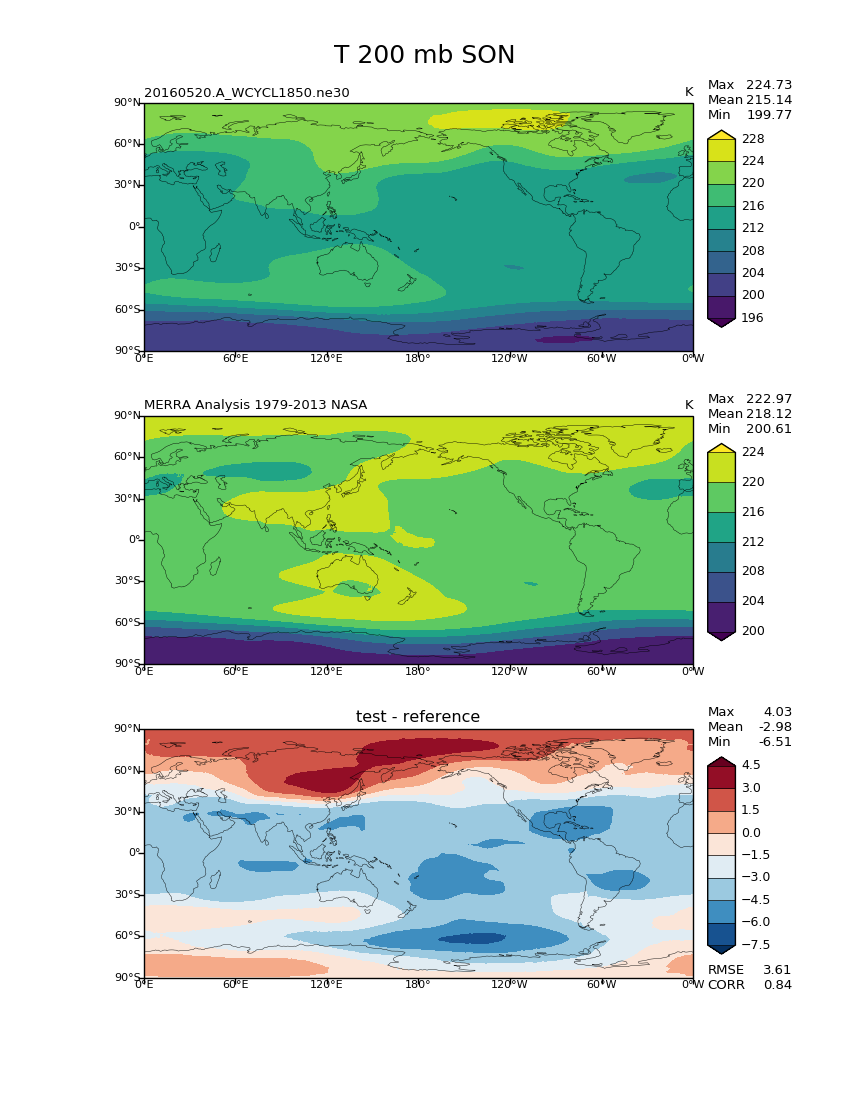 T 200 mb SON
20160520.A_WCYCL1850.ne30 K
Max 224.73
Mean 215.14
Min 199.77
90°N
60°N
30°N
0°
30°S
60°S
90°S
0°E 60°E 120°E 180° 120°W 60°W 0°W
228
224
220
216
212
208
204
200
196
MERRA Analysis 1979-2013 NASA K
Max 222.97
Mean 218.12
Min 200.61
90°N
60°N
30°N
0°
30°S
60°S
90°S
0°E 60°E 120°E 180° 120°W 60°W 0°W
224
220
216
212
208
204
200
test - reference
Max 4.03
Mean -2.98
Min -6.51
90°N
60°N
30°N
0°
30°S
60°S
90°S
0°E 60°E 120°E 180° 120°W 60°W 0°W
4.5
3.0
1.5
0.0
−1.5
−3.0
−4.5
−6.0
−7.5
RMSE 3.61
CORR 0.84